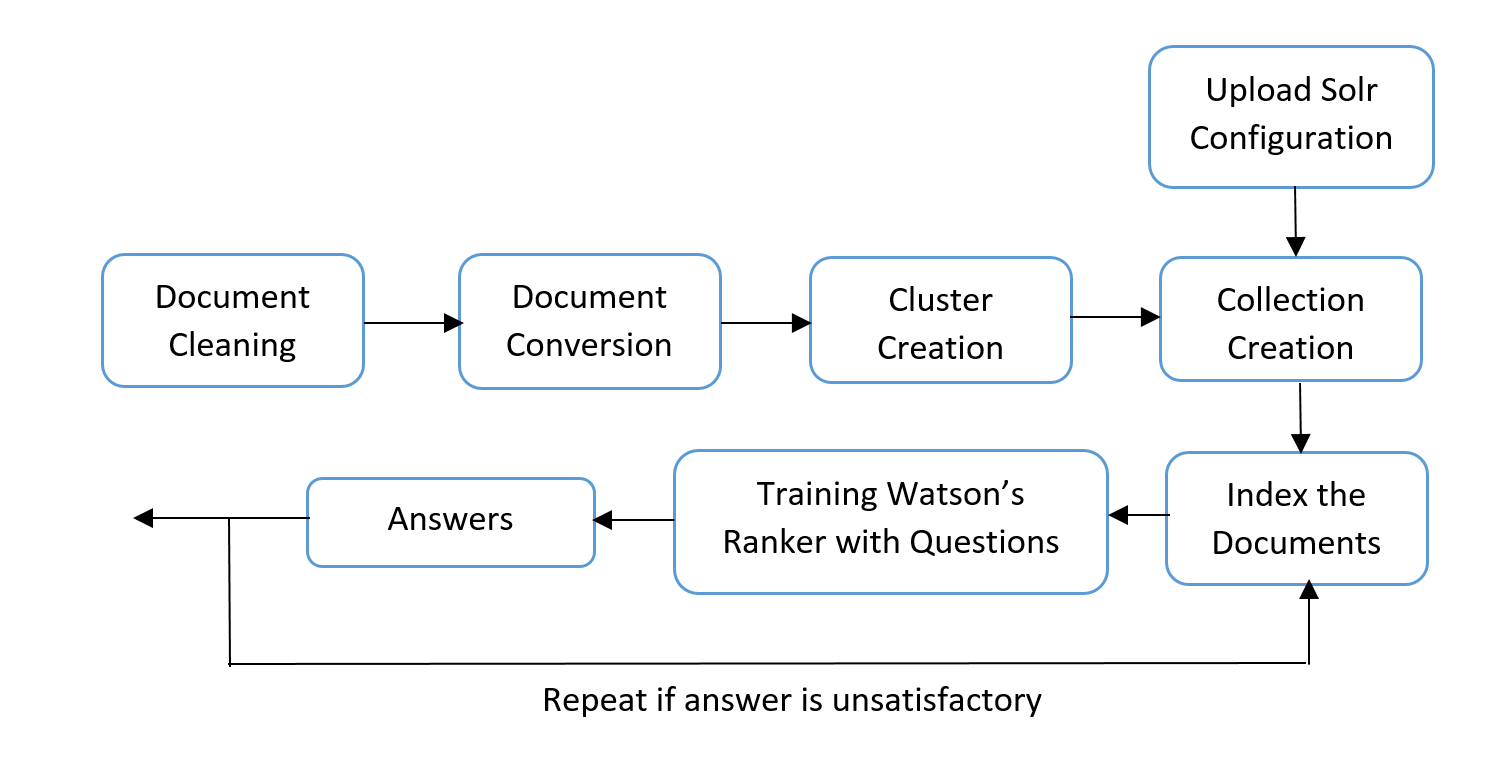 Upload Solr
Configuration
Document
Cleaning
Document
Conversion
Cluster
Creation
Collection
Creation
Answers
Training Watson’s
Ranker with Questions
Index the
Documents
Repeat if answer is unsatisfactory